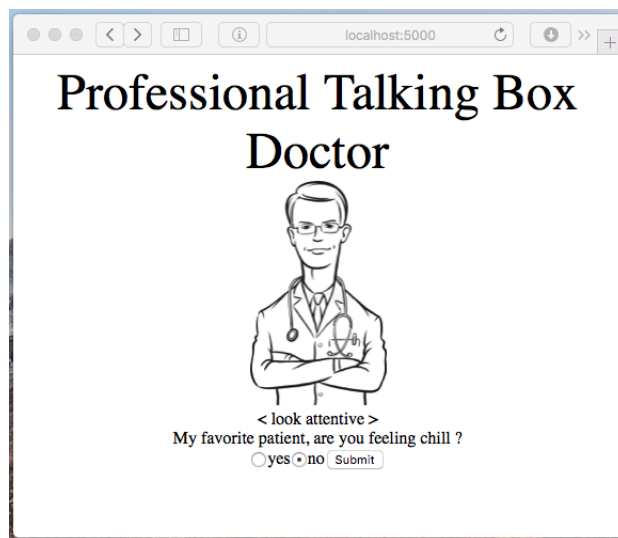 localhost:5000
Professional Talking Box
Doctor
< look attentive >
My favorite patient, are you feeling chill ?
yes no Submit